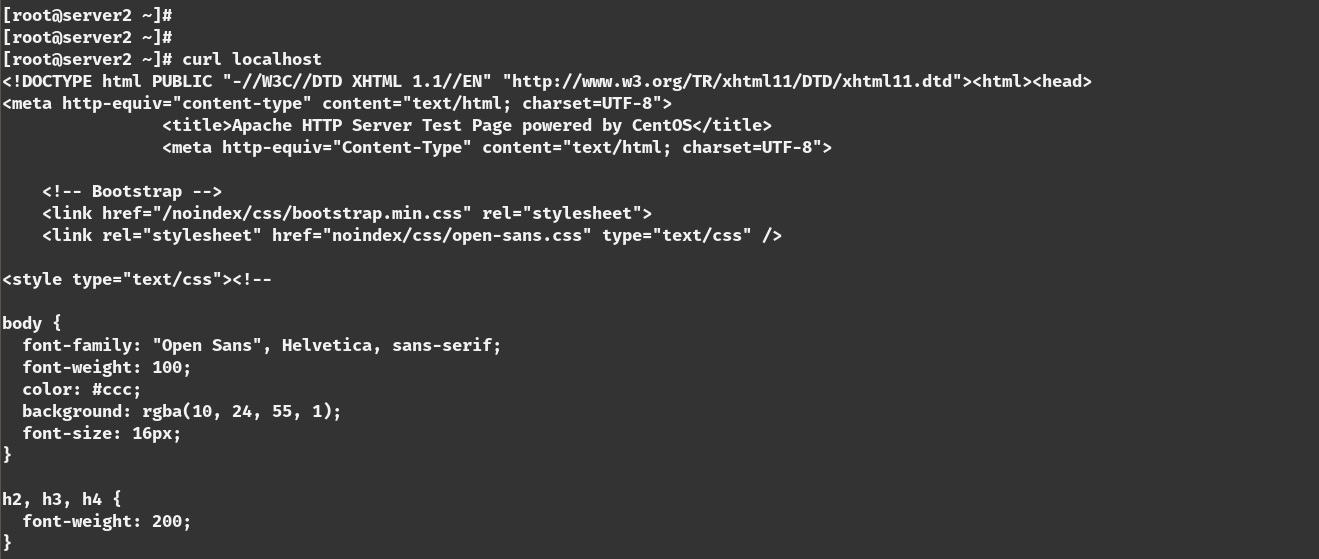 [root@server2 ~]#
[root@server2 ~]#
[root@server2 ~]# curl localhost
<!DOCTYPE html PUBLIC "-//W3C//DTD XHTML 1.1//EN" "http://www.w3.org/TR/xhtml11/DTD/xhtml11.dtd"><html><head>
<meta http-equiv="content-type" content="text/html; charset=UTF-8">
                <title>Apache HTTP Server Test Page powered by CentOS</title>
                <meta http-equiv="Content-Type" content="text/html; charset=UTF-8">

    <!-- Bootstrap -->
    <link href="/noindex/css/bootstrap.min.css" rel="stylesheet">
    <link rel="stylesheet" href="noindex/css/open-sans.css" type="text/css" />

<style type="text/css"><!--

body {
  font-family: "Open Sans", Helvetica, sans-serif;
  font-weight: 100;
  color: #ccc;
  background: rgba(10, 24, 55, 1);
  font-size: 16px;
}

h2, h3, h4 {
  font-weight: 200;
}